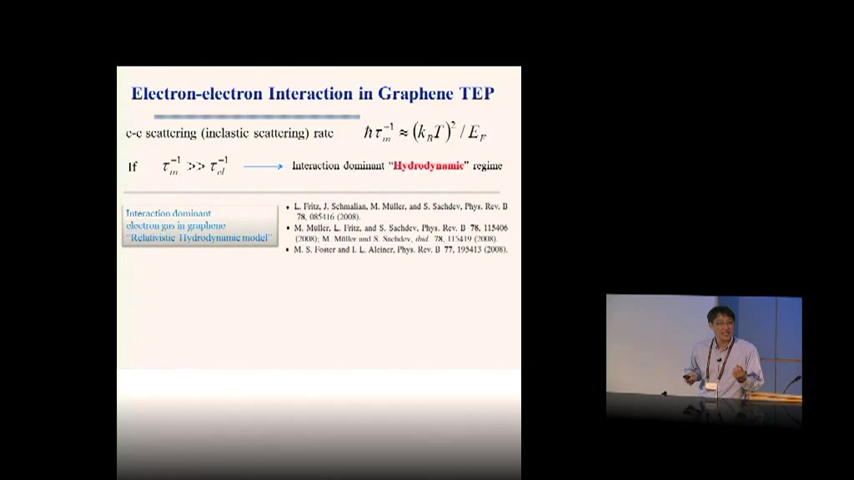 Electron-electron Interaction in Graphene TEP
e-e scattering (inelastic scattering) rate ħτ_in^-1 ≈ (k_B T)^2 / E_F
If τ_in^-1 >> τ_el^-1 → Interaction dominant "Hydrodynamic" regime
Interaction dominant
electron gas in graphene
"Relativistic Hydrodynamic model"
• L. Fritz, J. Schmalian, M. Müller, and S. Sachdev, Phys. Rev. B
78, 085416 (2008).
• M. Müller, L. Fritz, and S. Sachdev, Phys. Rev. B 78, 115406
(2008); M. Müller and S. Sachdev, ibid. 78, 115419 (2008).
• M. S. Foster and I. L. Aleiner, Phys. Rev. B 77, 195413 (2008).